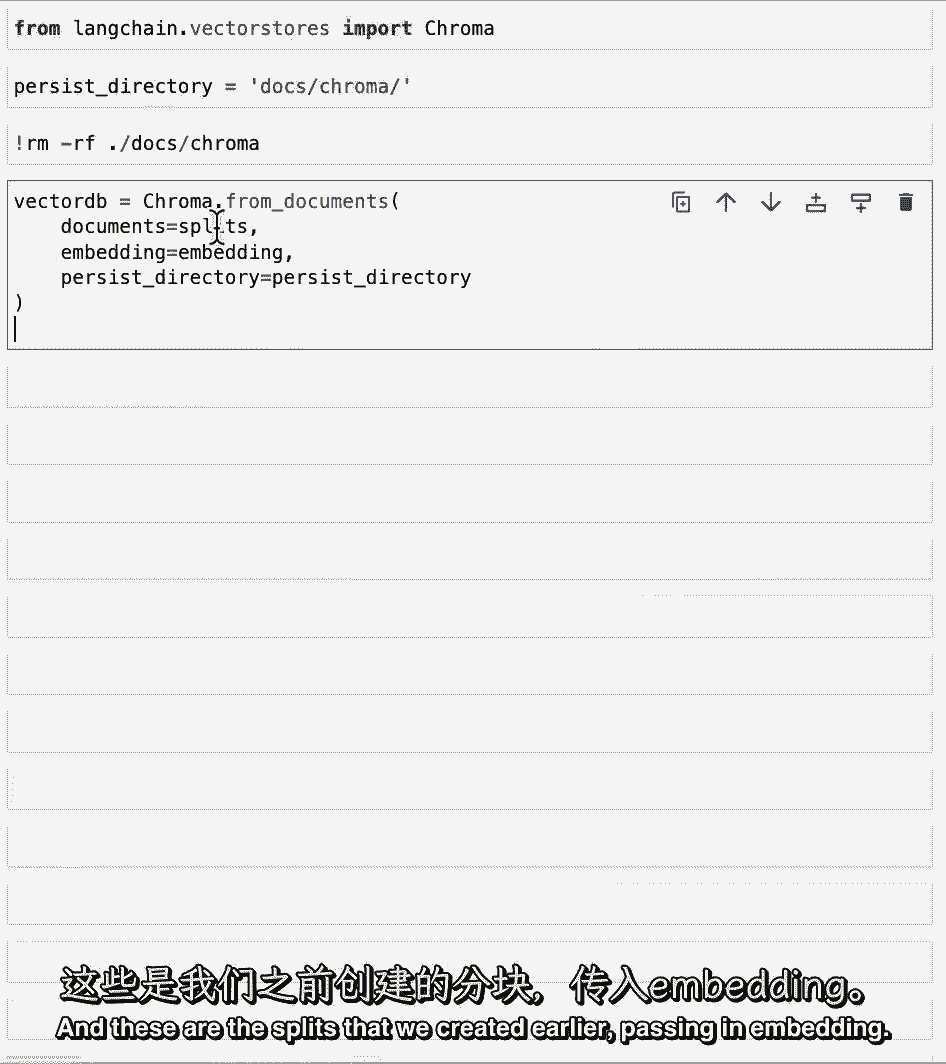 from langchain.vectorstores import Chroma
persist_directory = 'docs/chroma/'
!rm -rf ./docs/chroma
vectordb = Chroma.from_documents(
    documents=splits,
    embedding=embedding,
    persist_directory=persist_directory
)
这些是我们之前创建的分块，传入embedding。
And these are the splits that we created earlier, passing in embedding.